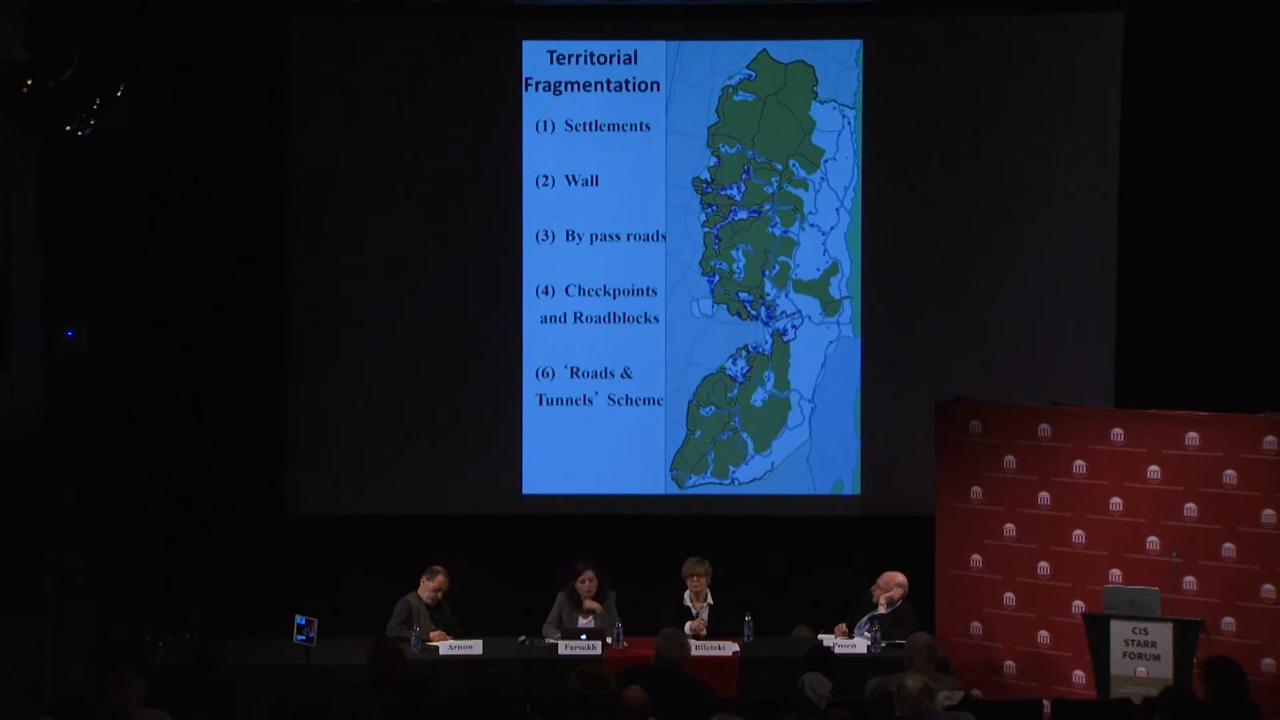 Territorial
Fragmentation
(1) Settlements
(2) Wall
(3) By pass roads
(4) Checkpoints
and Roadblocks
(6) ‘Roads &
Tunnels’ Scheme
Arnon
Farsakh
Biletzki
Posen
CIS
STARR
FORUM